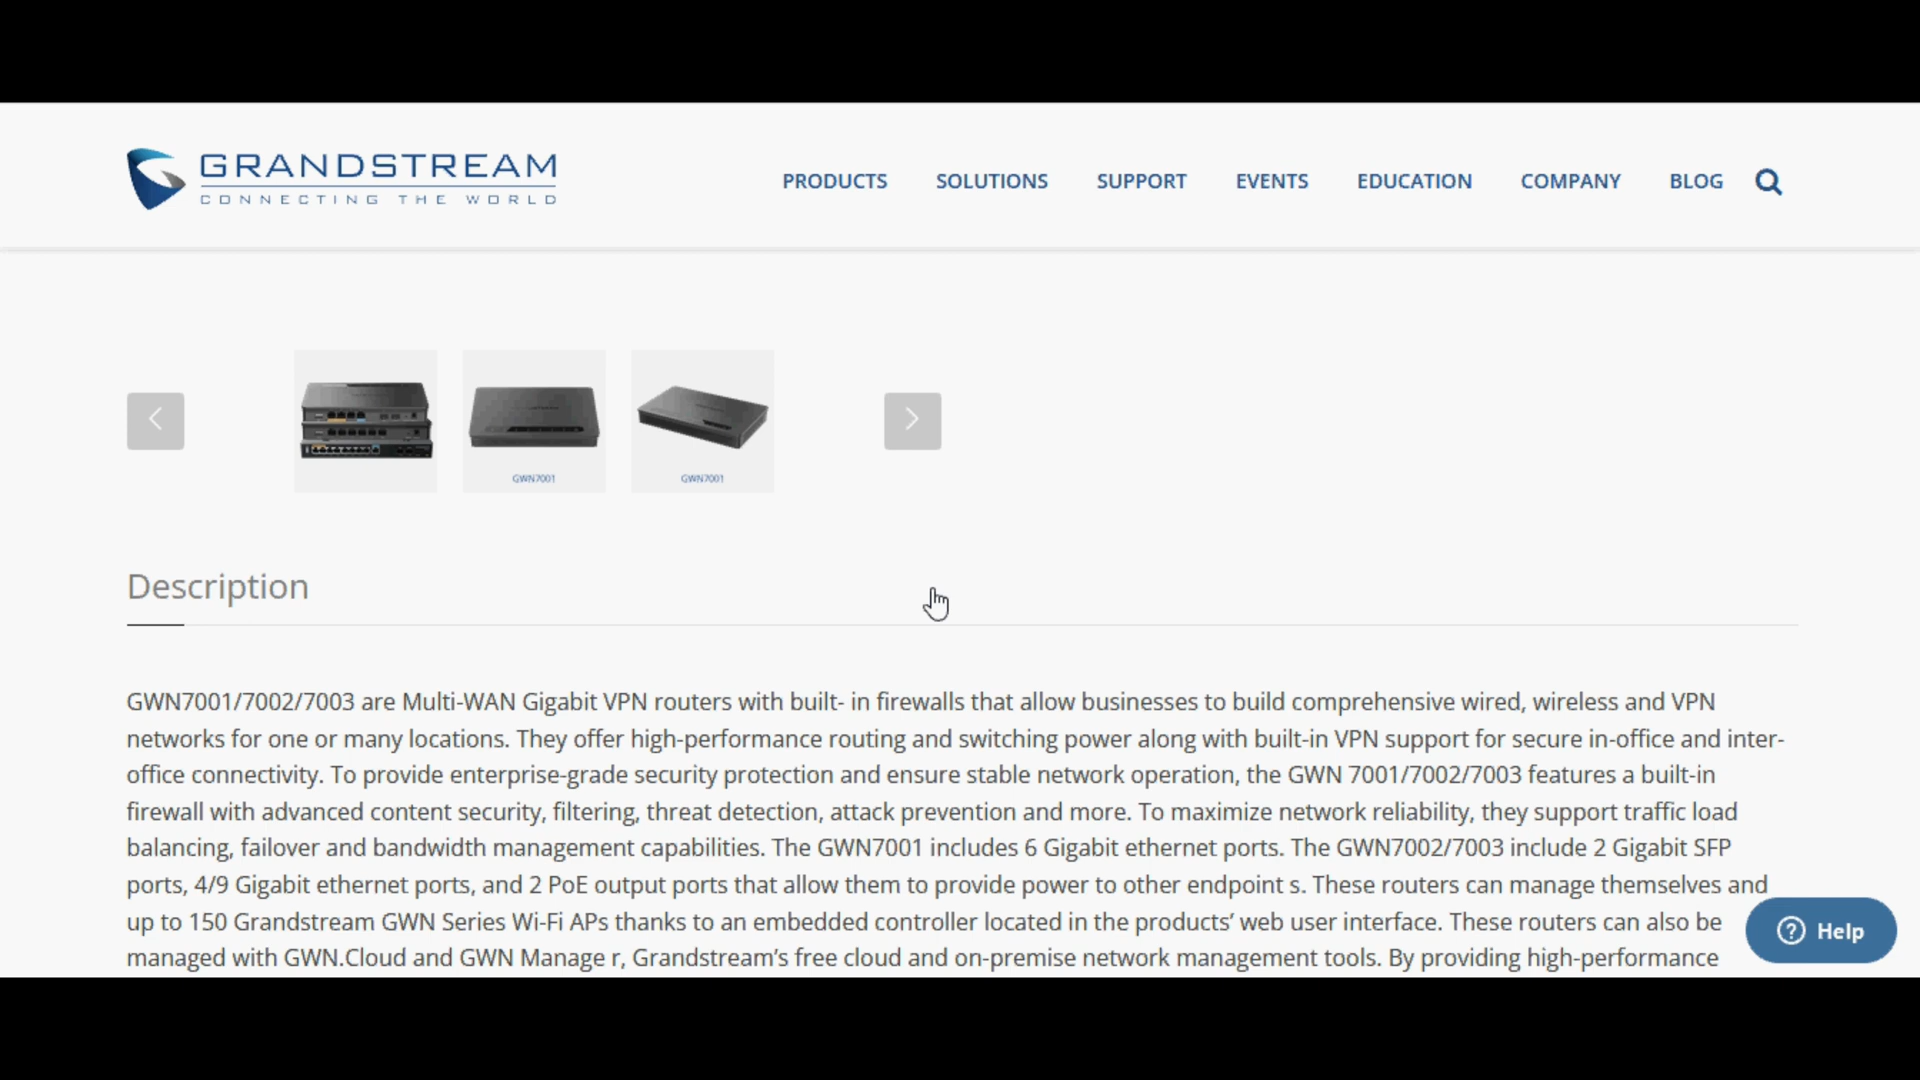 GRANDSTREAM
CONNECTING THE WORLD
PRODUCTS SOLUTIONS SUPPORT EVENTS EDUCATION COMPANY BLOG
GWN7001 GWN7001
Description
GWN7001/7002/7003 are Multi-WAN Gigabit VPN routers with built- in firewalls that allow businesses to build comprehensive wired, wireless and VPN
networks for one or many locations. They offer high-performance routing and switching power along with built-in VPN support for secure in-office and inter-
office connectivity. To provide enterprise-grade security protection and ensure stable network operation, the GWN 7001/7002/7003 features a built-in
firewall with advanced content security, filtering, threat detection, attack prevention and more. To maximize network reliability, they support traffic load
balancing, failover and bandwidth management capabilities. The GWN7001 includes 6 Gigabit ethernet ports. The GWN7002/7003 include 2 Gigabit SFP
ports, 4/9 Gigabit ethernet ports, and 2 PoE output ports that allow them to provide power to other endpoint s. These routers can manage themselves and
up to 150 Grandstream GWN Series Wi-Fi APs thanks to an embedded controller located in the products’ web user interface. These routers can also be
managed with GWN.Cloud and GWN Manage r, Grandstream’s free cloud and on-premise network management tools. By providing high-performance
? Help